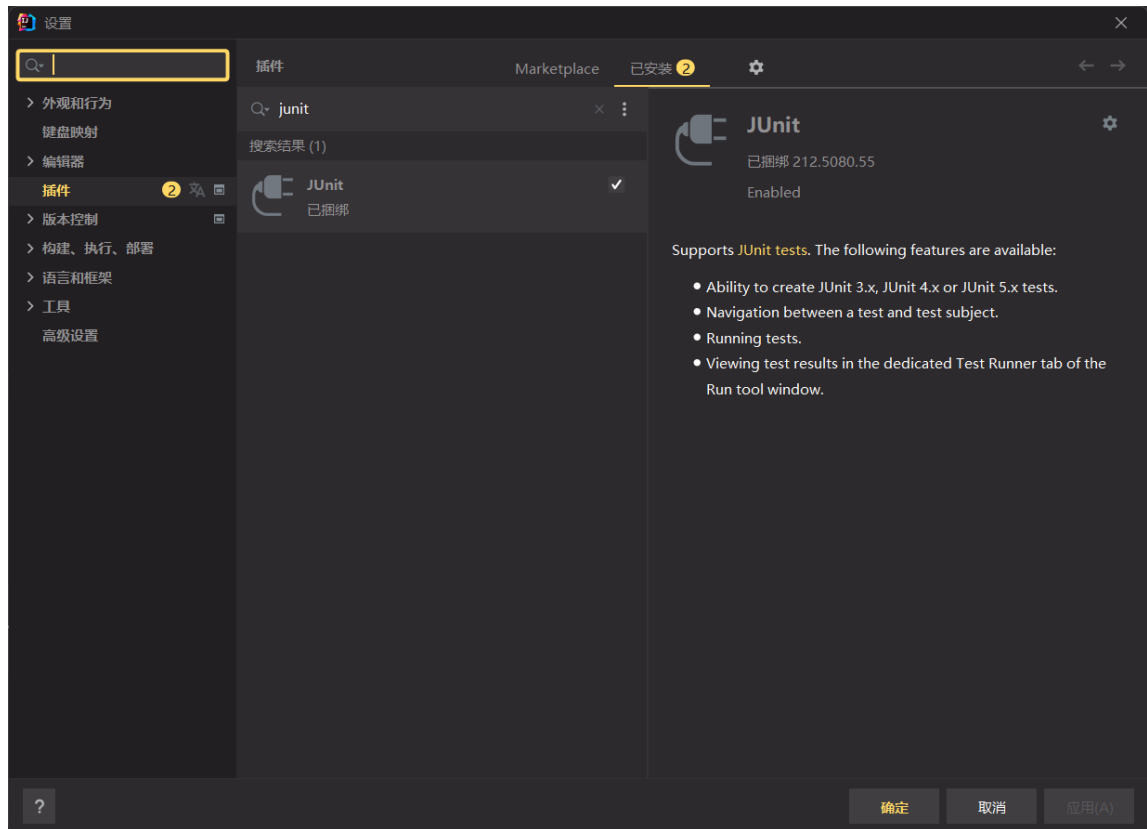 设置
插件
Marketplace
已安装 2
外观和行为
键盘映射
编辑器
插件 2
版本控制
构建、执行、部署
语言和框架
工具
高级设置
junit
搜索结果 (1)
JUnit
已捆绑
JUnit
已捆绑 212.5080.55
Enabled
Supports JUnit tests. The following features are available:
Ability to create JUnit 3.x, JUnit 4.x or JUnit 5.x tests.
Navigation between a test and test subject.
Running tests.
Viewing test results in the dedicated Test Runner tab of the
Run tool window.
?
确定
取消
应用(A)